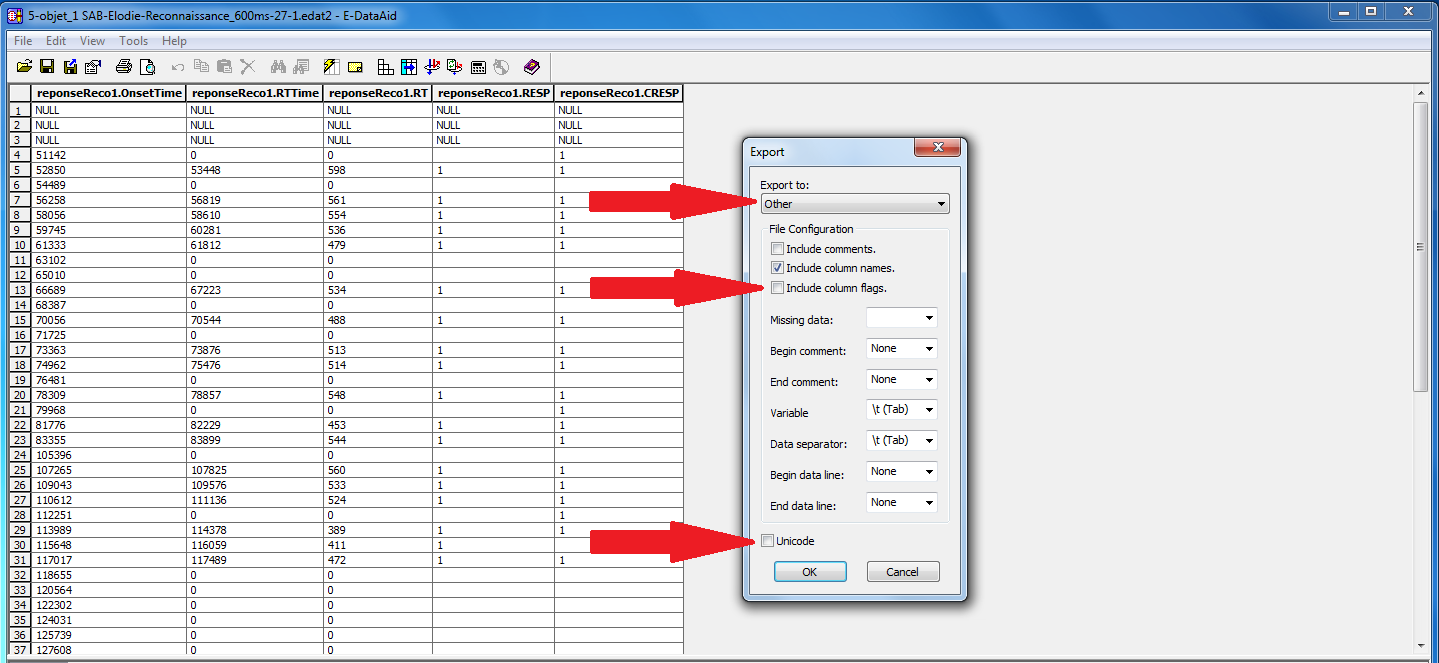 5-objet_1 SAB-Elodie-Reconnaissance_600ms-27-1.edat2 - E-DataAid
File Edit View Tools Help
reponseReco1.OnsetTime reponseReco1.RTTime reponseReco1.RT reponseReco1.RESP reponseReco1.CRESP
1 NULL NULL NULL NULL NULL
2 NULL NULL NULL NULL NULL
3 NULL NULL NULL NULL NULL
4 51142 0 0 1
5 52850 53448 598 1 1
6 54489 0 0
7 56258 56819 561 1 1
8 58056 58610 554 1 1
9 59745 60281 536 1 1
10 61333 61812 479 1 1
11 63102 0 0
12 65010 0 0
13 66689 67223 534 1 1
14 68387 0 0
15 70056 70544 488 1 1
16 71725 0 0
17 73363 73876 513 1 1
18 74962 75476 514 1 1
19 76481 0 0
20 78309 78857 548 1 1
21 79968 0 0 1
22 81776 82229 453 1 1
23 83355 83899 544 1 1
24 105396 0 0
25 107265 107825 560 1 1
26 109043 109576 533 1 1
27 110612 111136 524 1 1
28 112251 0 0 1
29 113989 114378 389 1 1
30 115648 116059 411 1
31 117017 117489 472 1 1
32 118655 0 0
33 120564 0 0
34 122302 0 0
35 124031 0 0
36 125739 0 0
37 127608 0 0
Export
Export to:
Other
File Configuration
Include comments.
Include column names.
Include column flags.
Missing data:
Begin comment: None
End comment: None
Variable \t (Tab)
Data separator: \t (Tab)
Begin data line: None
End data line: None
Unicode
OK Cancel